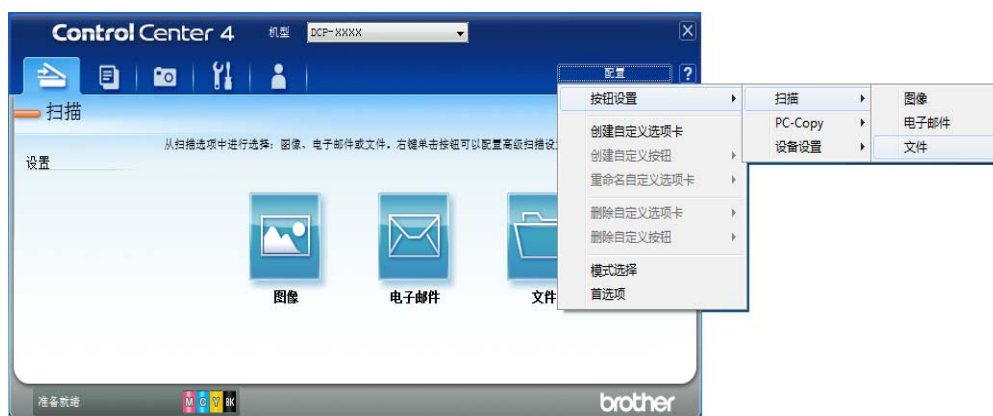 Control Center 4 机型 DCP-XXXX
配置 ?
扫描
从扫描选项中进行选择：图像、电子邮件或文件。右键单击按钮可以配置高级扫描设
设置
图像
电子邮件
文件
按钮设置
创建自定义选项卡
创建自定义按钮
重命名自定义选项卡
删除自定义选项卡
删除自定义按钮
模式选择
首选项
扫描
PC-Copy
设备设置
图像
电子邮件
文件
准备就绪 M C Y BK brother